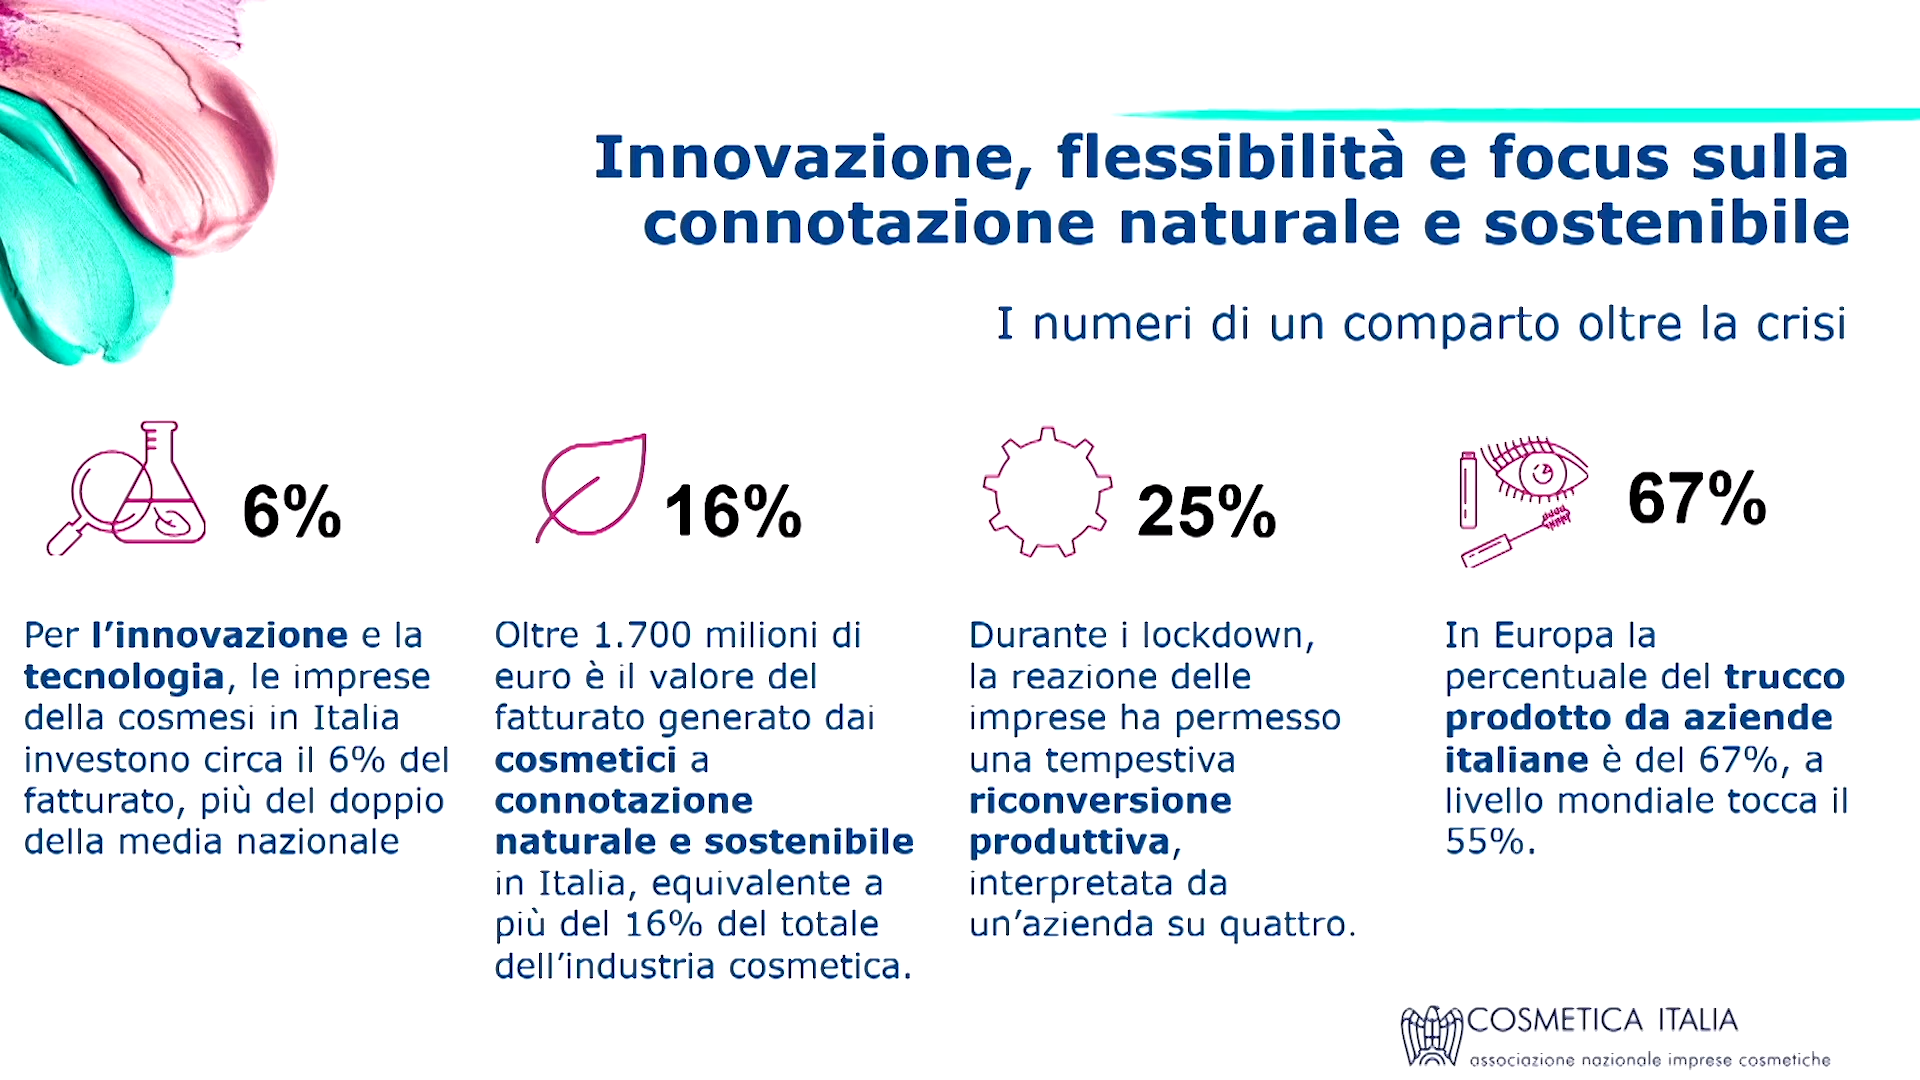 Innovazione, flessibilità e focus sulla
connotazione naturale e sostenibile
I numeri di un comparto oltre la crisi
6%
Per l’innovazione e la
tecnologia, le imprese
della cosmesi in Italia
investono circa il 6% del
fatturato, più del doppio
della media nazionale
16%
Oltre 1.700 milioni di
euro è il valore del
fatturato generato dai
cosmetici a
connotazione
naturale e sostenibile
in Italia, equivalente a
più del 16% del totale
dell’industria cosmetica.
25%
Durante i lockdown,
la reazione delle
imprese ha permesso
una tempestiva
riconversione
produttiva,
interpretata da
un’azienda su quattro.
67%
In Europa la
percentuale del trucco
prodotto da aziende
italiane è del 67%, a
livello mondiale tocca il
55%.
COSMETICA ITALIA
associazione nazionale imprese cosmetiche